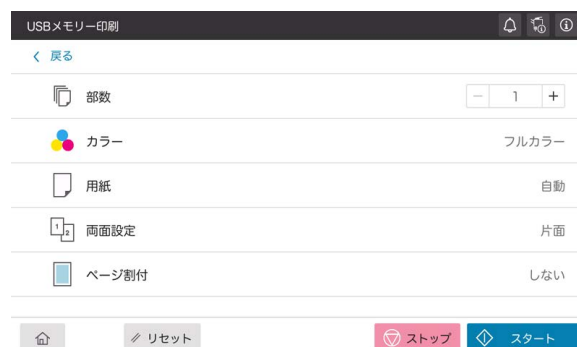 USBメモリー印刷
戻る
部数 1
カラー フルカラー
用紙 自動
1 2 両面設定 片面
ページ割付 しない
リセット ストップ スタート